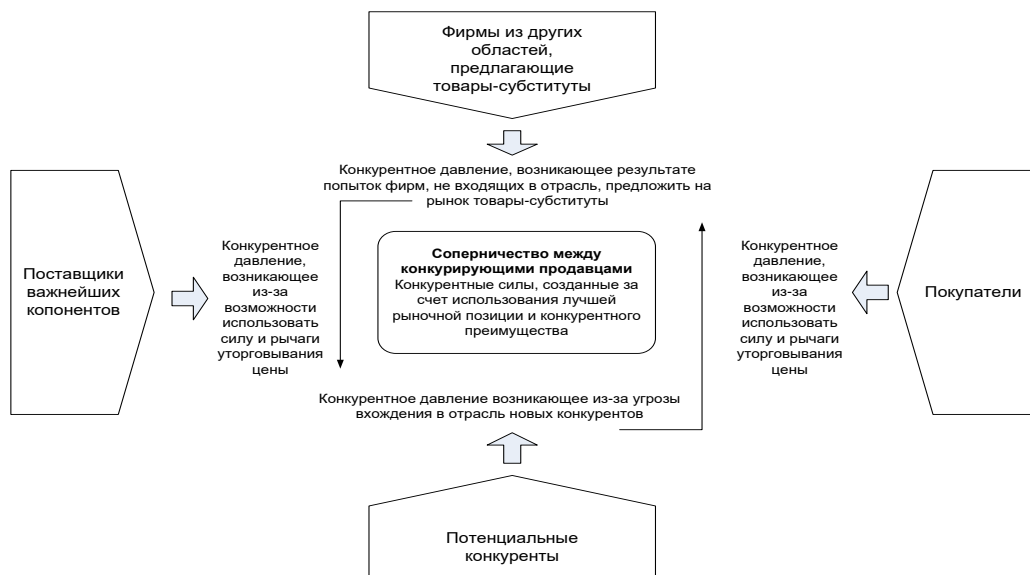 Фирмы из других
областей,
предлагающие
товары-субституты
Конкурентное давление, возникающее результате
попыток фирм, не входящих в отрасль, предложить на
рынок товары-субституты
Поставщики
важнейших
копонентов
Конкурентное
давление,
возникающее
из-за
возможности
использовать
силу и рычаги
уторговывания
цены
Соперничество между
конкурирующими продавцами
Конкурентные силы, созданные за
счет использования лучшей
рыночной позиции и конкурентного
преимущества
Конкурентное
давление,
возникающее
из-за
возможности
использовать
силу и рычаги
уторговывания
цены
Покупатели
Конкурентное давление возникающее из-за угрозы
вхождения в отрасль новых конкурентов
Потенциальные
конкуренты